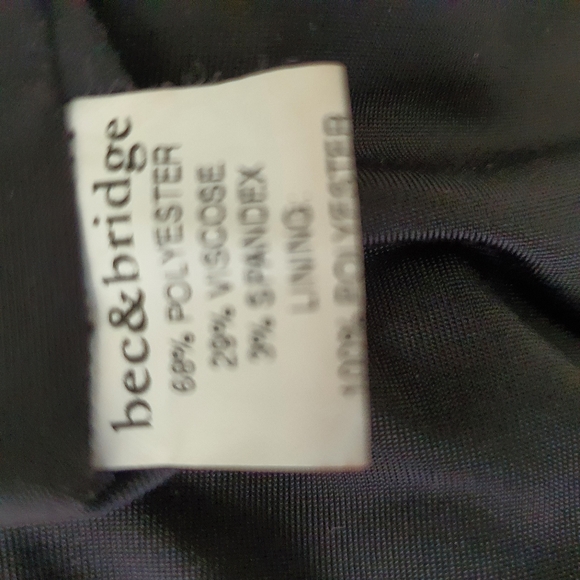 bec&bridge
68% POLYESTER
29% VISCOSE
3% SPANDEX
LINING:
100% POLYESTER